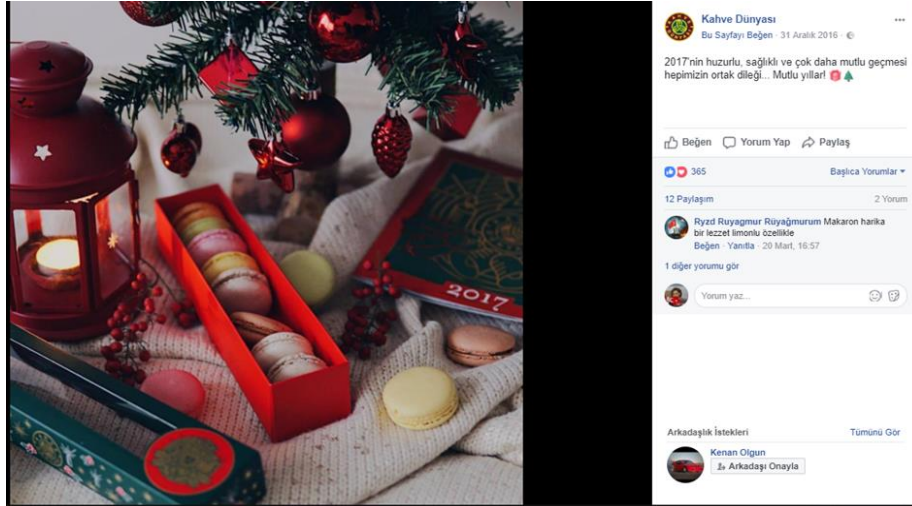 2017
Kahve Dünyası
Bu Sayfayı Beğen · 31 Aralık 2016 ·
2017'nin huzurlu, sağlıklı ve çok daha mutlu geçmesi
hepimizin ortak dileği... Mutlu yıllar!
Beğen Yorum Yap Paylaş
365 Başlıca Yorumlar
12 Paylaşım 2 Yorum
Ryzd Ruyagmur Rüyağmurum Makaron harika
bir lezzet limonlu özellikle
Beğen · Yanıtla · 20 Mart, 16:57
1 diğer yorumu gör
Yorum yaz...
Arkadaşlık İstekleri Tümünü Gör
Kenan Olgun
Arkadaşı Onayla